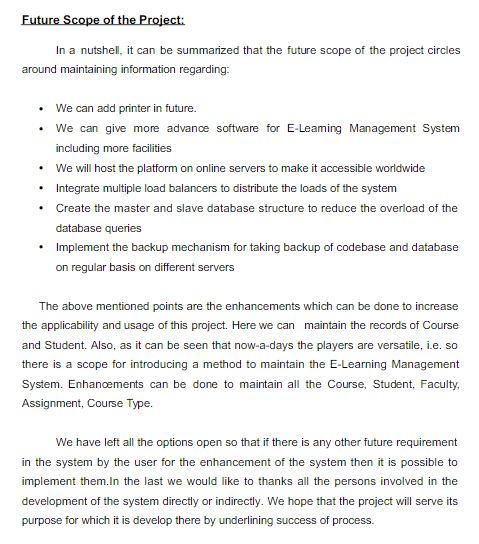 Future Scope of the Project:
In a nutshell, it can be summarized that the future scope of the project circles
around maintaining information regarding:
• We can add printer in future.
• We can give more advance software for E-Learning Management System
including more facilities
• We will host the platform on online servers to make it accessible worldwide
• Integrate multiple load balancers to distribute the loads of the system
• Create the master and slave database structure to reduce the overload of the
database queries
• Implement the backup mechanism for taking backup of codebase and database
on regular basis on different servers
The above mentioned points are the enhancements which can be done to increase
the applicability and usage of this project. Here we can maintain the records of Course
and Student. Also, as it can be seen that now-a-days the players are versatile, i.e. so
there is a scope for introducing a method to maintain the E-Learning Management
System. Enhancements can be done to maintain all the Course, Student, Faculty,
Assignment, Course Type.
We have left all the options open so that if there is any other future requirement
in the system by the user for the enhancement of the system then it is possible to
implement them.In the last we would like to thanks all the persons involved in the
development of the system directly or indirectly. We hope that the project will serve its
purpose for which it is develop there by underlining success of process.